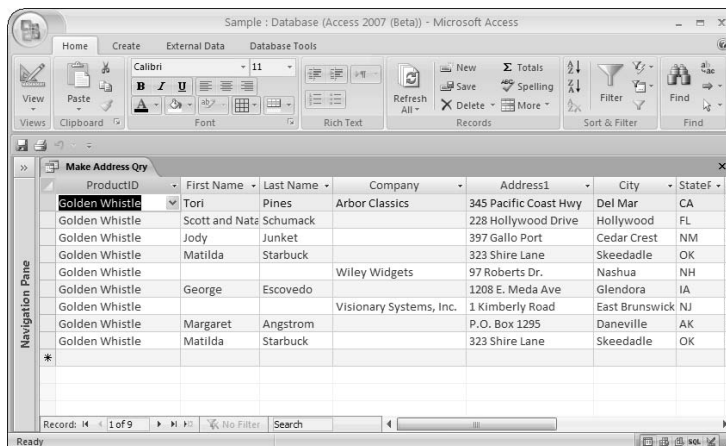 Sample : Database (Access 2007 (Beta)) - Microsoft Access
Home Create External Data Database Tools
View Paste Calibri 11 Refresh All New Σ Totals Filter Find
B I U Save Spelling
A ab Delete More
Views Clipboard Font Rich Text Records Sort & Filter Find
Make Address Qry
Navigation Pane
ProductID First Name Last Name Company Address1 City StateP
Golden Whistle Tori Pines Arbor Classics 345 Pacific Coast Hwy Del Mar CA
Golden Whistle Scott and Nata Schumack 228 Hollywood Drive Hollywood FL
Golden Whistle Jody Junket 397 Gallo Port Cedar Crest NM
Golden Whistle Matilda Starbuck 323 Shire Lane Skeedadle OK
Golden Whistle Wiley Widgets 97 Roberts Dr. Nashua NH
Golden Whistle George Escovedo 1208 E. Meda Ave Glendora IA
Golden Whistle Visionary Systems, Inc. 1 Kimberly Road East Brunswick NJ
Golden Whistle Margaret Angstrom P.O. Box 1295 Daneville AK
Golden Whistle Matilda Starbuck 323 Shire Lane Skeedadle OK
Record: 1 of 9 No Filter Search
Ready SQL